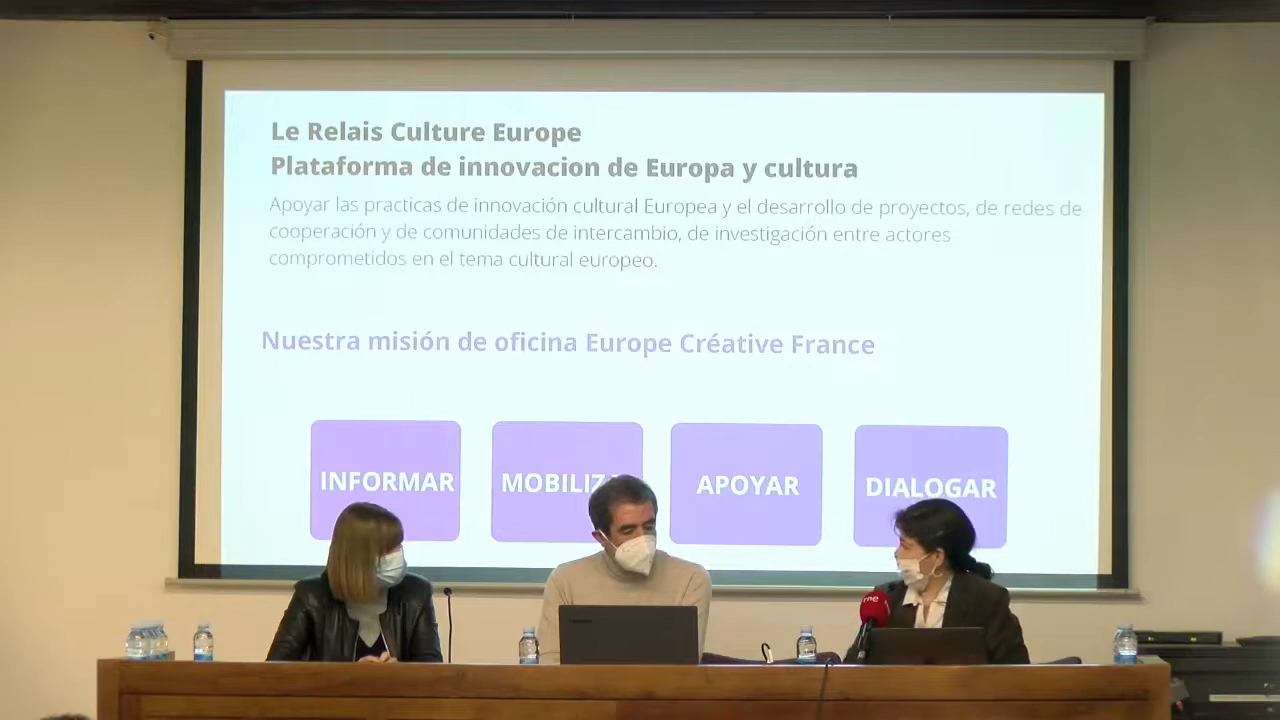 Le Relais Culture Europe
Plataforma de innovacion de Europa y cultura
Apoyar las practicas de innovación cultural Europea y el desarrollo de proyectos, de redes de
cooperación y de comunidades de intercambio, de investigación entre actores
comprometidos en el tema cultural europeo.
Nuestra misión de oficina Europe Créative France
INFORMAR
MOBILIZA
APOYAR
DIALOGAR
rne